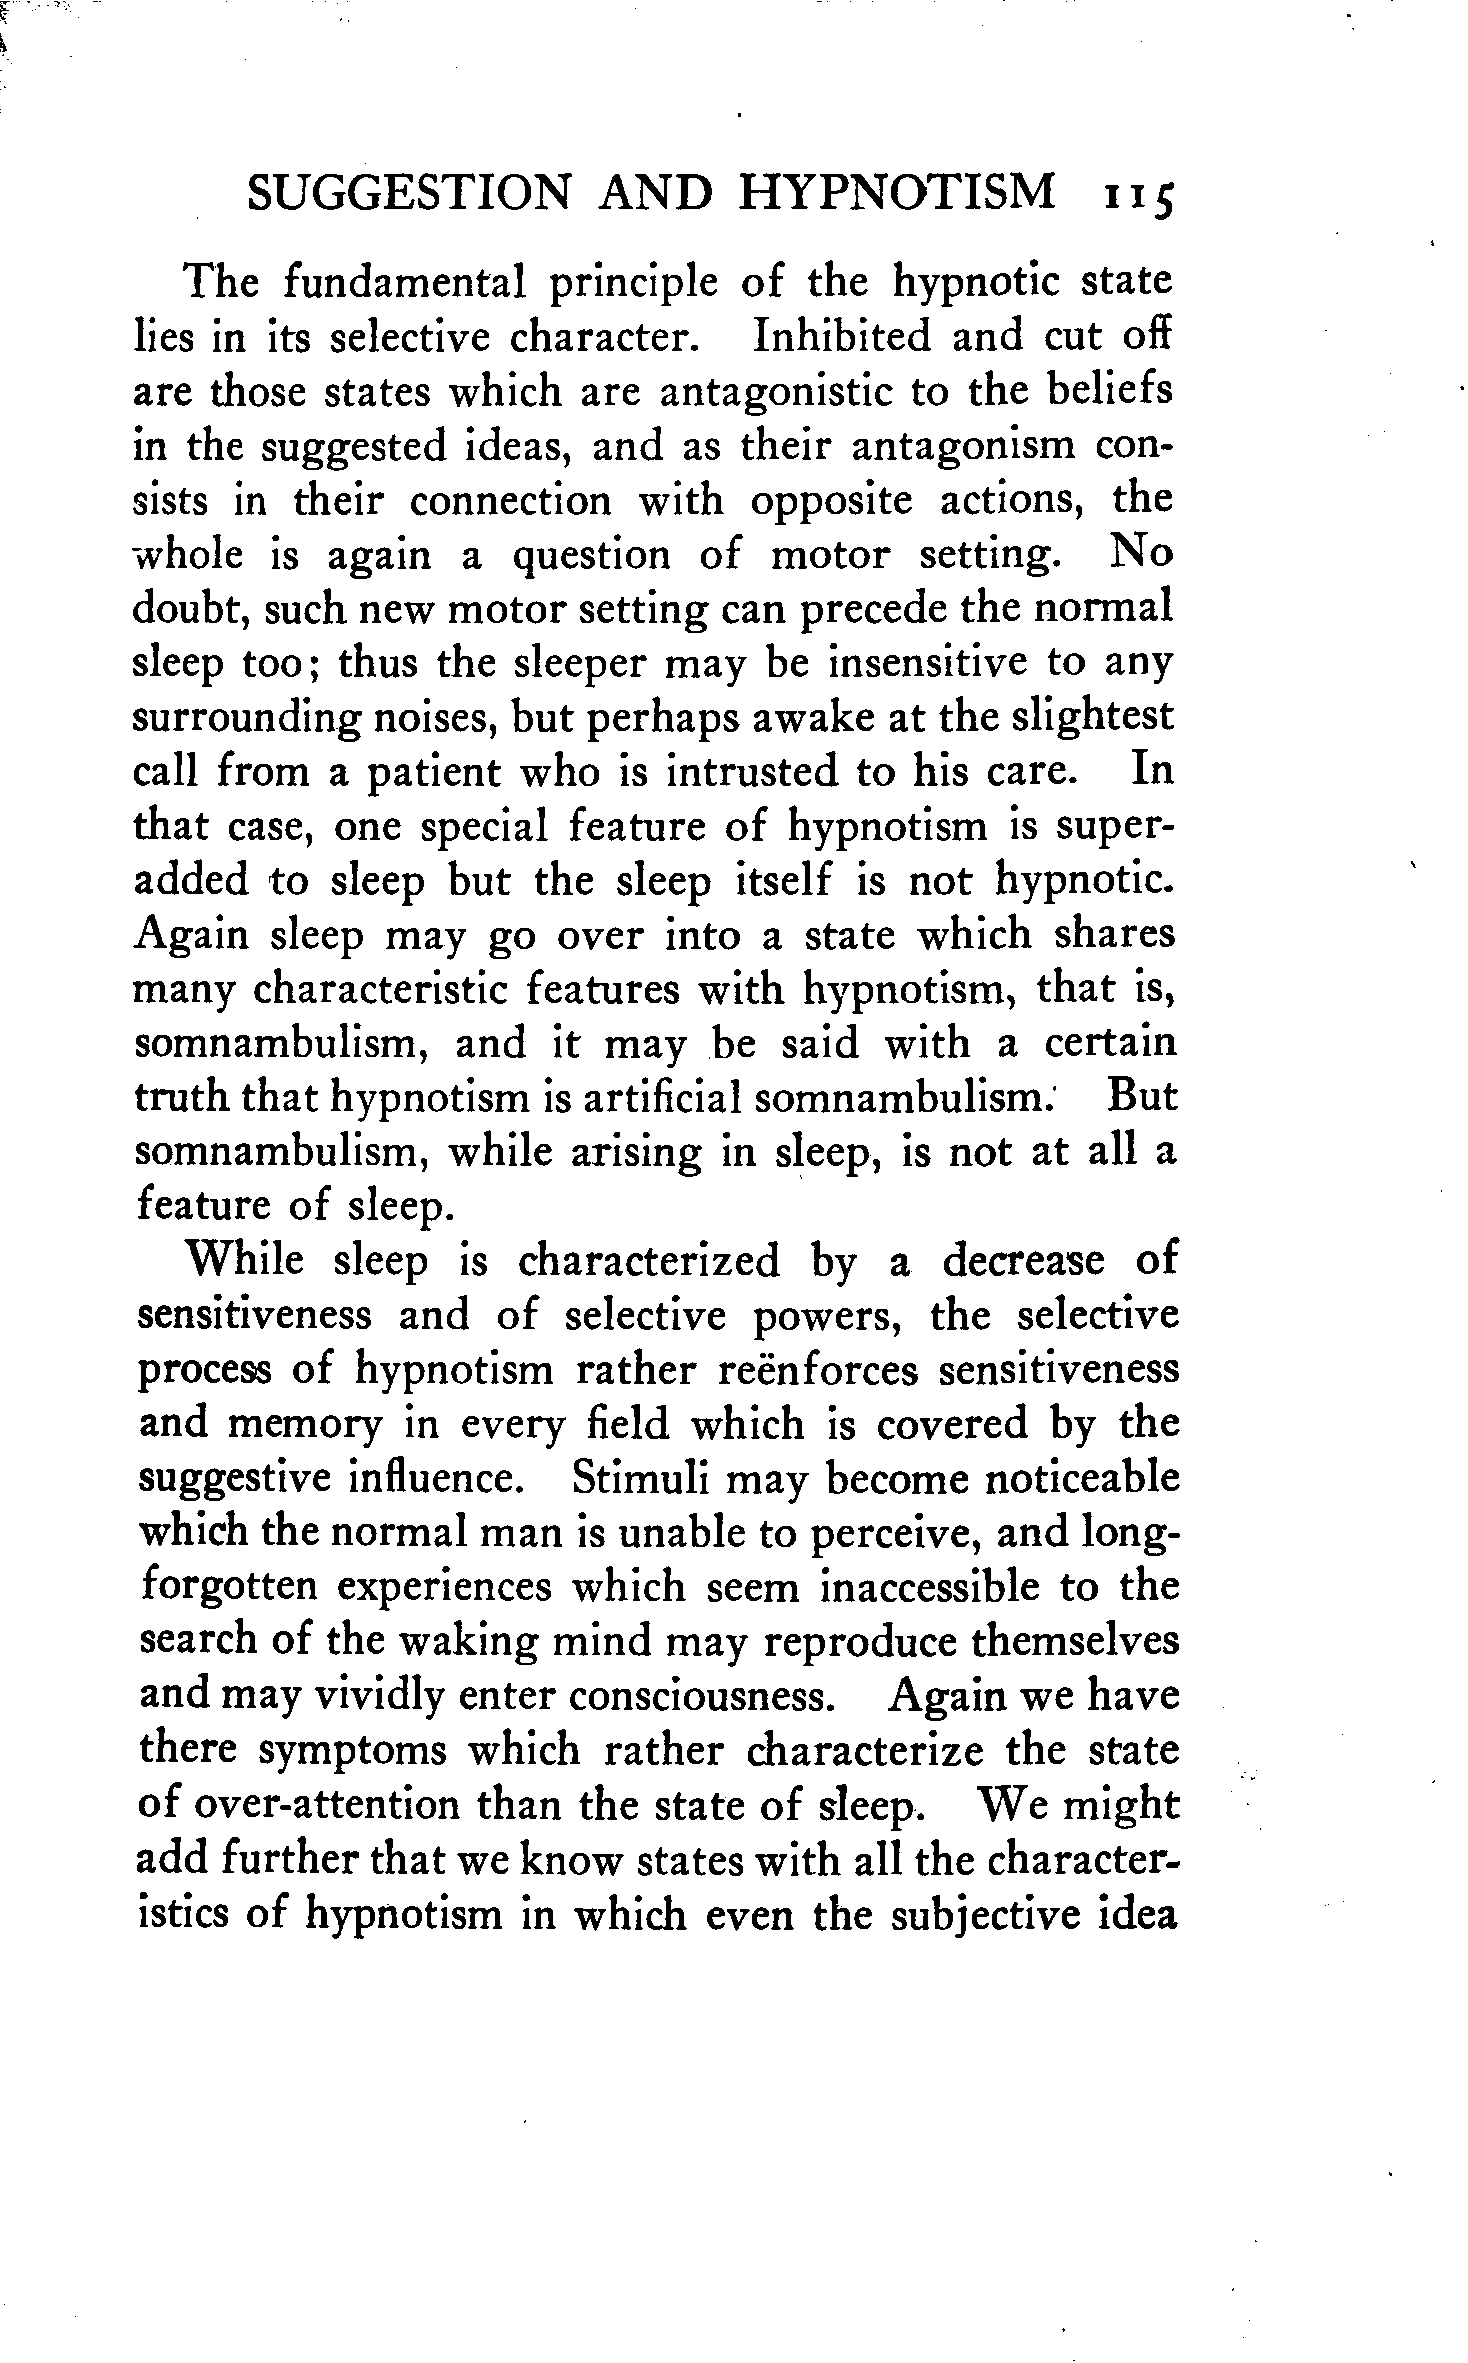 SUGGESTION AND HYPNOTISM 115
The fundamental principle of the hypnotic state
lies in its selective character. Inhibited and cut off
are those states which are antagonistic to the beliefs
in the suggested ideas, and as their antagonism con-
sists in their connection with opposite actions, the
whole is again a question of motor setting. No
doubt, such new motor setting can precede the normal
sleep too; thus the sleeper may be insensitive to any
surrounding noises, but perhaps awake at the slightest
call from a patient who is intrusted to his care. In
that case, one special feature of hypnotism is super-
added to sleep but the sleep itself is not hypnotic.
Again sleep may go over into a state which shares
many characteristic features with hypnotism, that is,
somnambulism, and it may be said with a certain
truth that hypnotism is artificial somnambulism. But
somnambulism, while arising in sleep, is not at all a
feature of sleep.
While sleep is characterized by a decrease of
sensitiveness and of selective powers, the selective
process of hypnotism rather reënforces sensitiveness
and memory in every field which is covered by the
suggestive influence. Stimuli may become noticeable
which the normal man is unable to perceive, and long-
forgotten experiences which seem inaccessible to the
search of the waking mind may reproduce themselves
and may vividly enter consciousness. Again we have
there symptoms which rather characterize the state
of over-attention than the state of sleep. We might
add further that we know states with all the character-
istics of hypnotism in which even the subjective idea